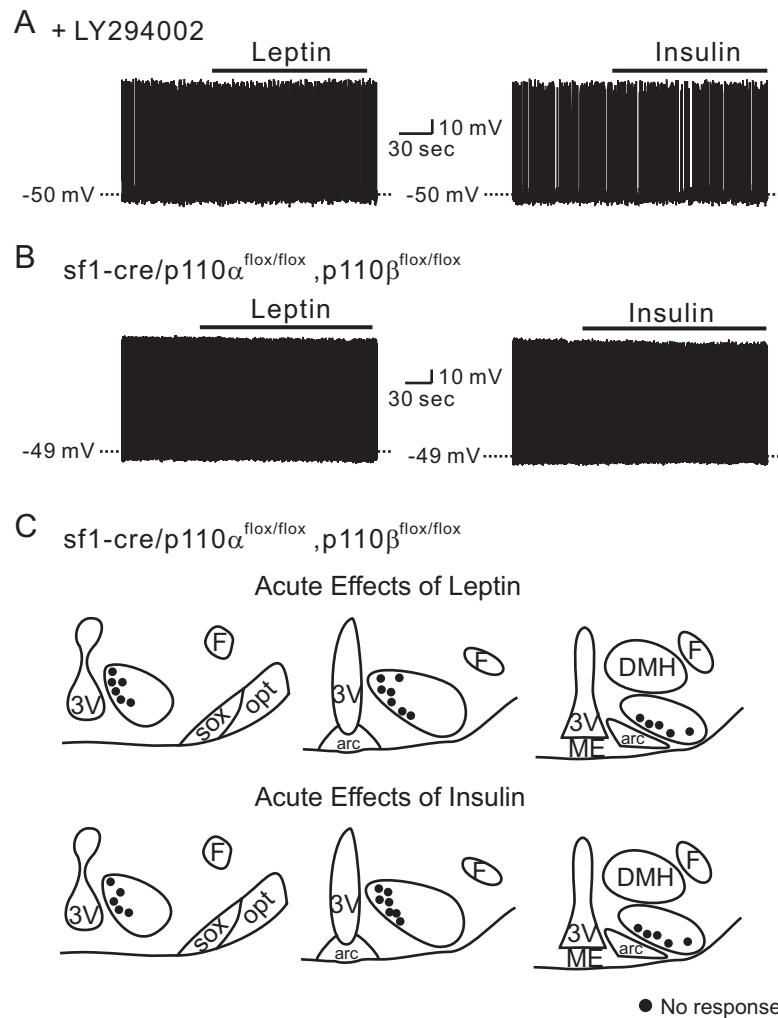 A + LY294002
Leptin
Insulin
10 mV
30 sec
-50 mV
-50 mV
B sf1-cre/p110α^flox/flox ,p110β^flox/flox
Leptin
Insulin
10 mV
30 sec
-49 mV
-49 mV
C sf1-cre/p110α^flox/flox ,p110β^flox/flox
Acute Effects of Leptin
3V
F
sox
opt
3V
F
arc
DMH
F
3V
ME
arc
Acute Effects of Insulin
3V
F
sox
opt
3V
F
arc
DMH
F
3V
ME
arc
● No response